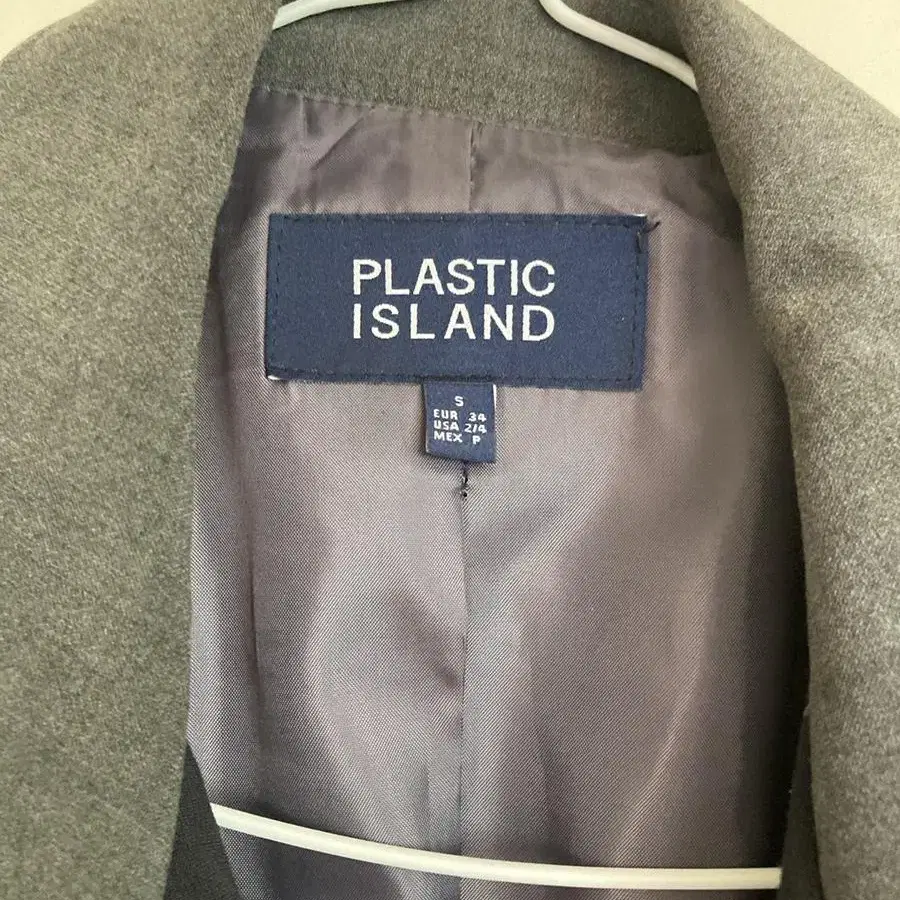 PLASTIC
ISLAND
S
EUR 34
USA 2/4
MEX P